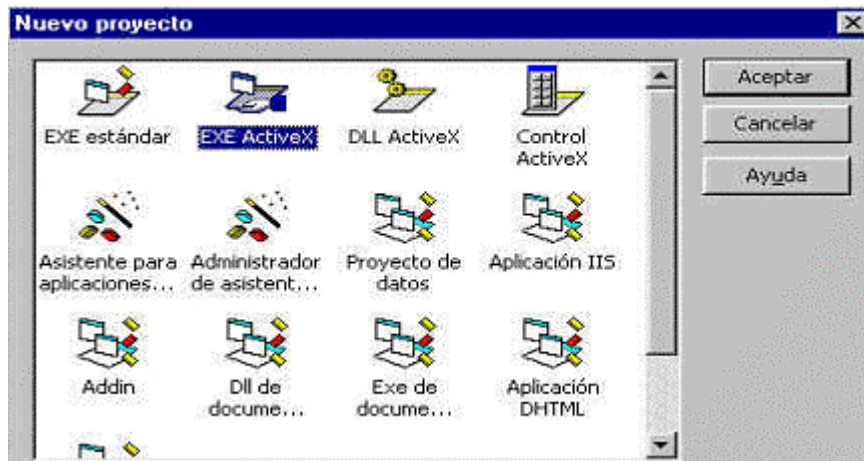 Nuevo proyecto
EXE estándar
EXE ActiveX
DLL ActiveX
Control
ActiveX
Aceptar
Cancelar
Ayuda
Asistente para
aplicaciones...
Administrador
de asistent...
Proyecto de
datos
Aplicación IIS
Addin
Dll de
docume...
Exe de
docume...
Aplicación
DHTML